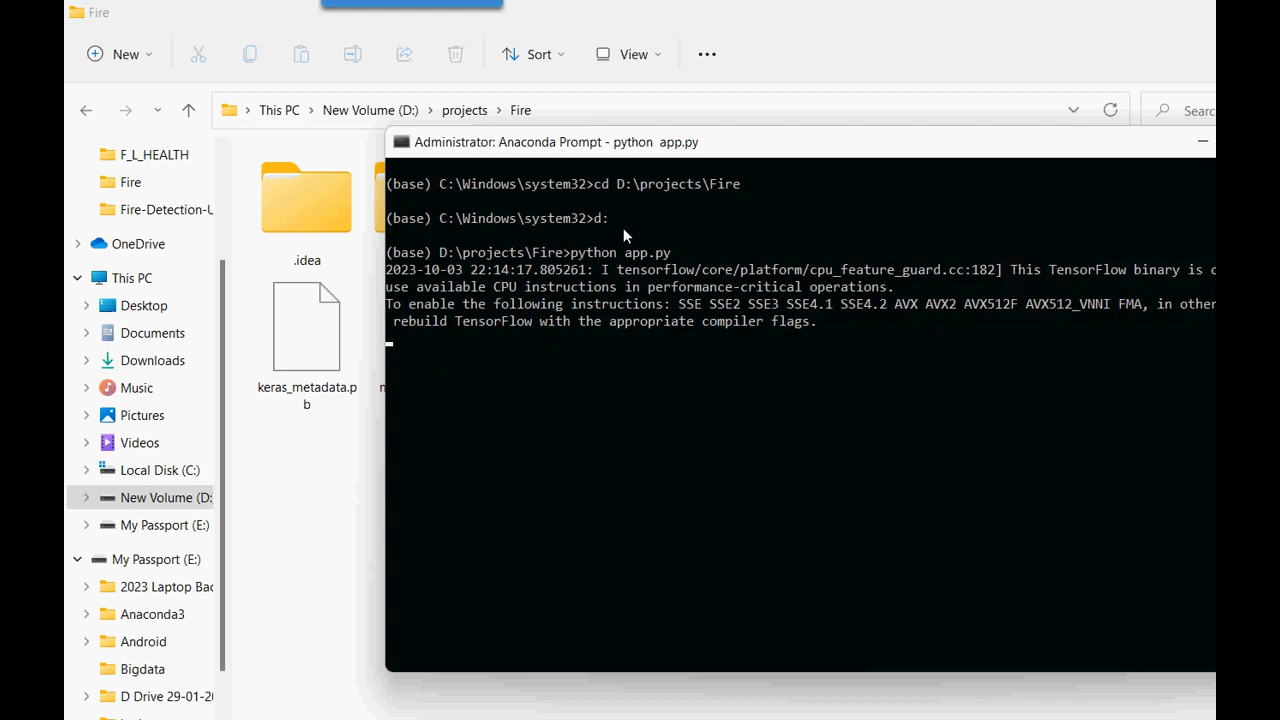 Fire
New
Sort
View
This PC
New Volume (D:)
projects
Fire
Searc
Administrator: Anaconda Prompt - python  app.py
F_L_HEALTH
Fire
Fire-Detection-U
OneDrive
This PC
Desktop
Documents
Downloads
Music
Pictures
Videos
Local Disk (C:)
New Volume (D:
My Passport (E:)
My Passport (E:)
2023 Laptop Bac
Anaconda3
Android
Bigdata
D Drive 29-01-20
.idea
keras_metadata.p
b
(base) C:\Windows\system32>cd D:\projects\Fire
(base) C:\Windows\system32>d:
(base) D:\projects\Fire>python app.py
2023-10-03 22:14:17.805261: I tensorflow/core/platform/cpu_feature_guard.cc:182] This TensorFlow binary is o
use available CPU instructions in performance-critical operations.
To enable the following instructions: SSE SSE2 SSE3 SSE4.1 SSE4.2 AVX AVX2 AVX512F AVX512_VNNI FMA, in other
rebuild TensorFlow with the appropriate compiler flags.